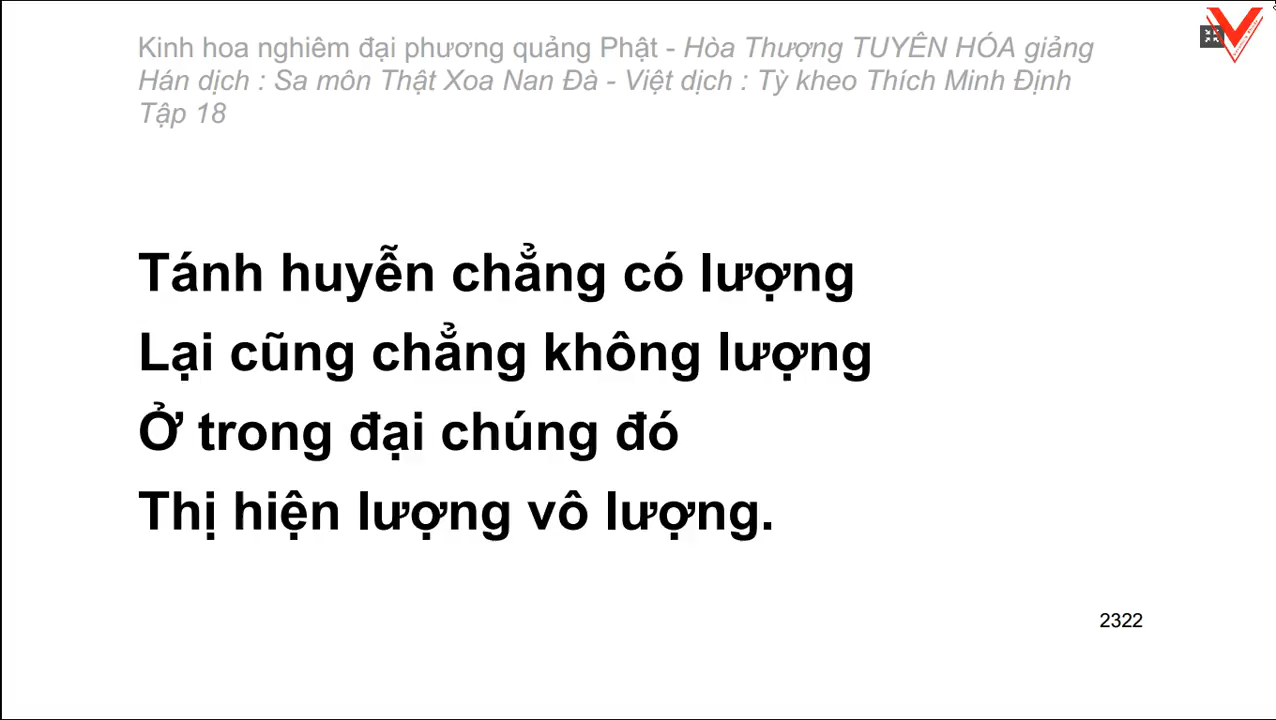 Kinh hoa nghiêm đại phương quảng Phật - Hòa Thượng TUYÊN HÓA giảng
Hán dịch : Sa môn Thật Xoa Nan Đà - Việt dịch : Tỳ kheo Thích Minh Định
Tập 18
Tánh huyễn chẳng có lượng
Lại cũng chẳng không lượng
Ở trong đại chúng đó
Thị hiện lượng vô lượng.
2322